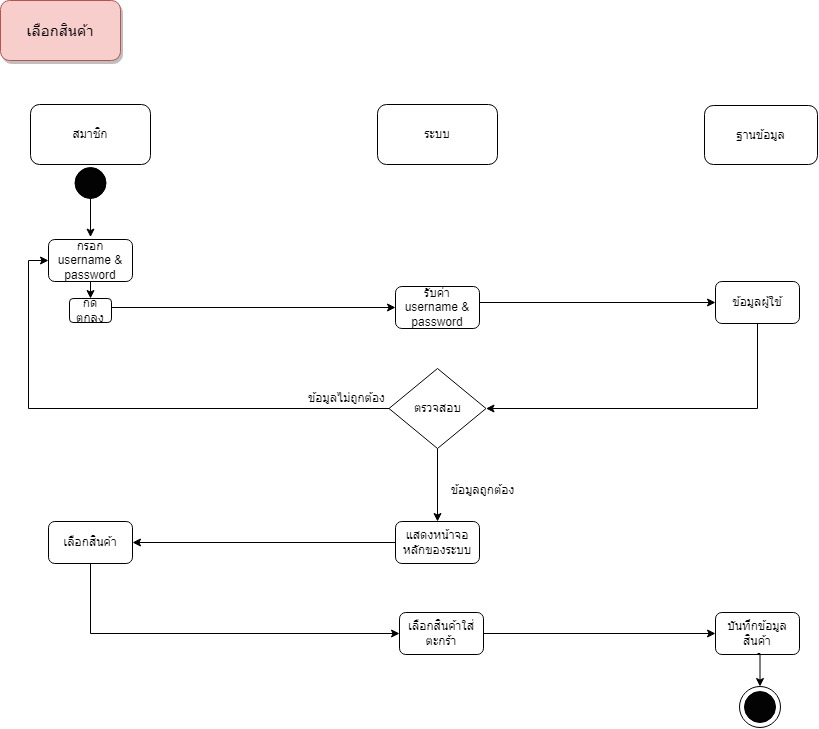 เลือกสินค้า
สมาชิก
ระบบ
ฐานข้อมูล
กรอก
username &
password
กด
ตกลง
รับค่า
username &
password
ข้อมูลผู้ใช้
ข้อมูลไม่ถูกต้อง
ตรวจสอบ
ข้อมูลถูกต้อง
เลือกสินค้า
แสดงหน้าจอ
หลักของระบบ
เลือกสินค้าใส่
ตะกร้า
บันทึกข้อมูล
สินค้า